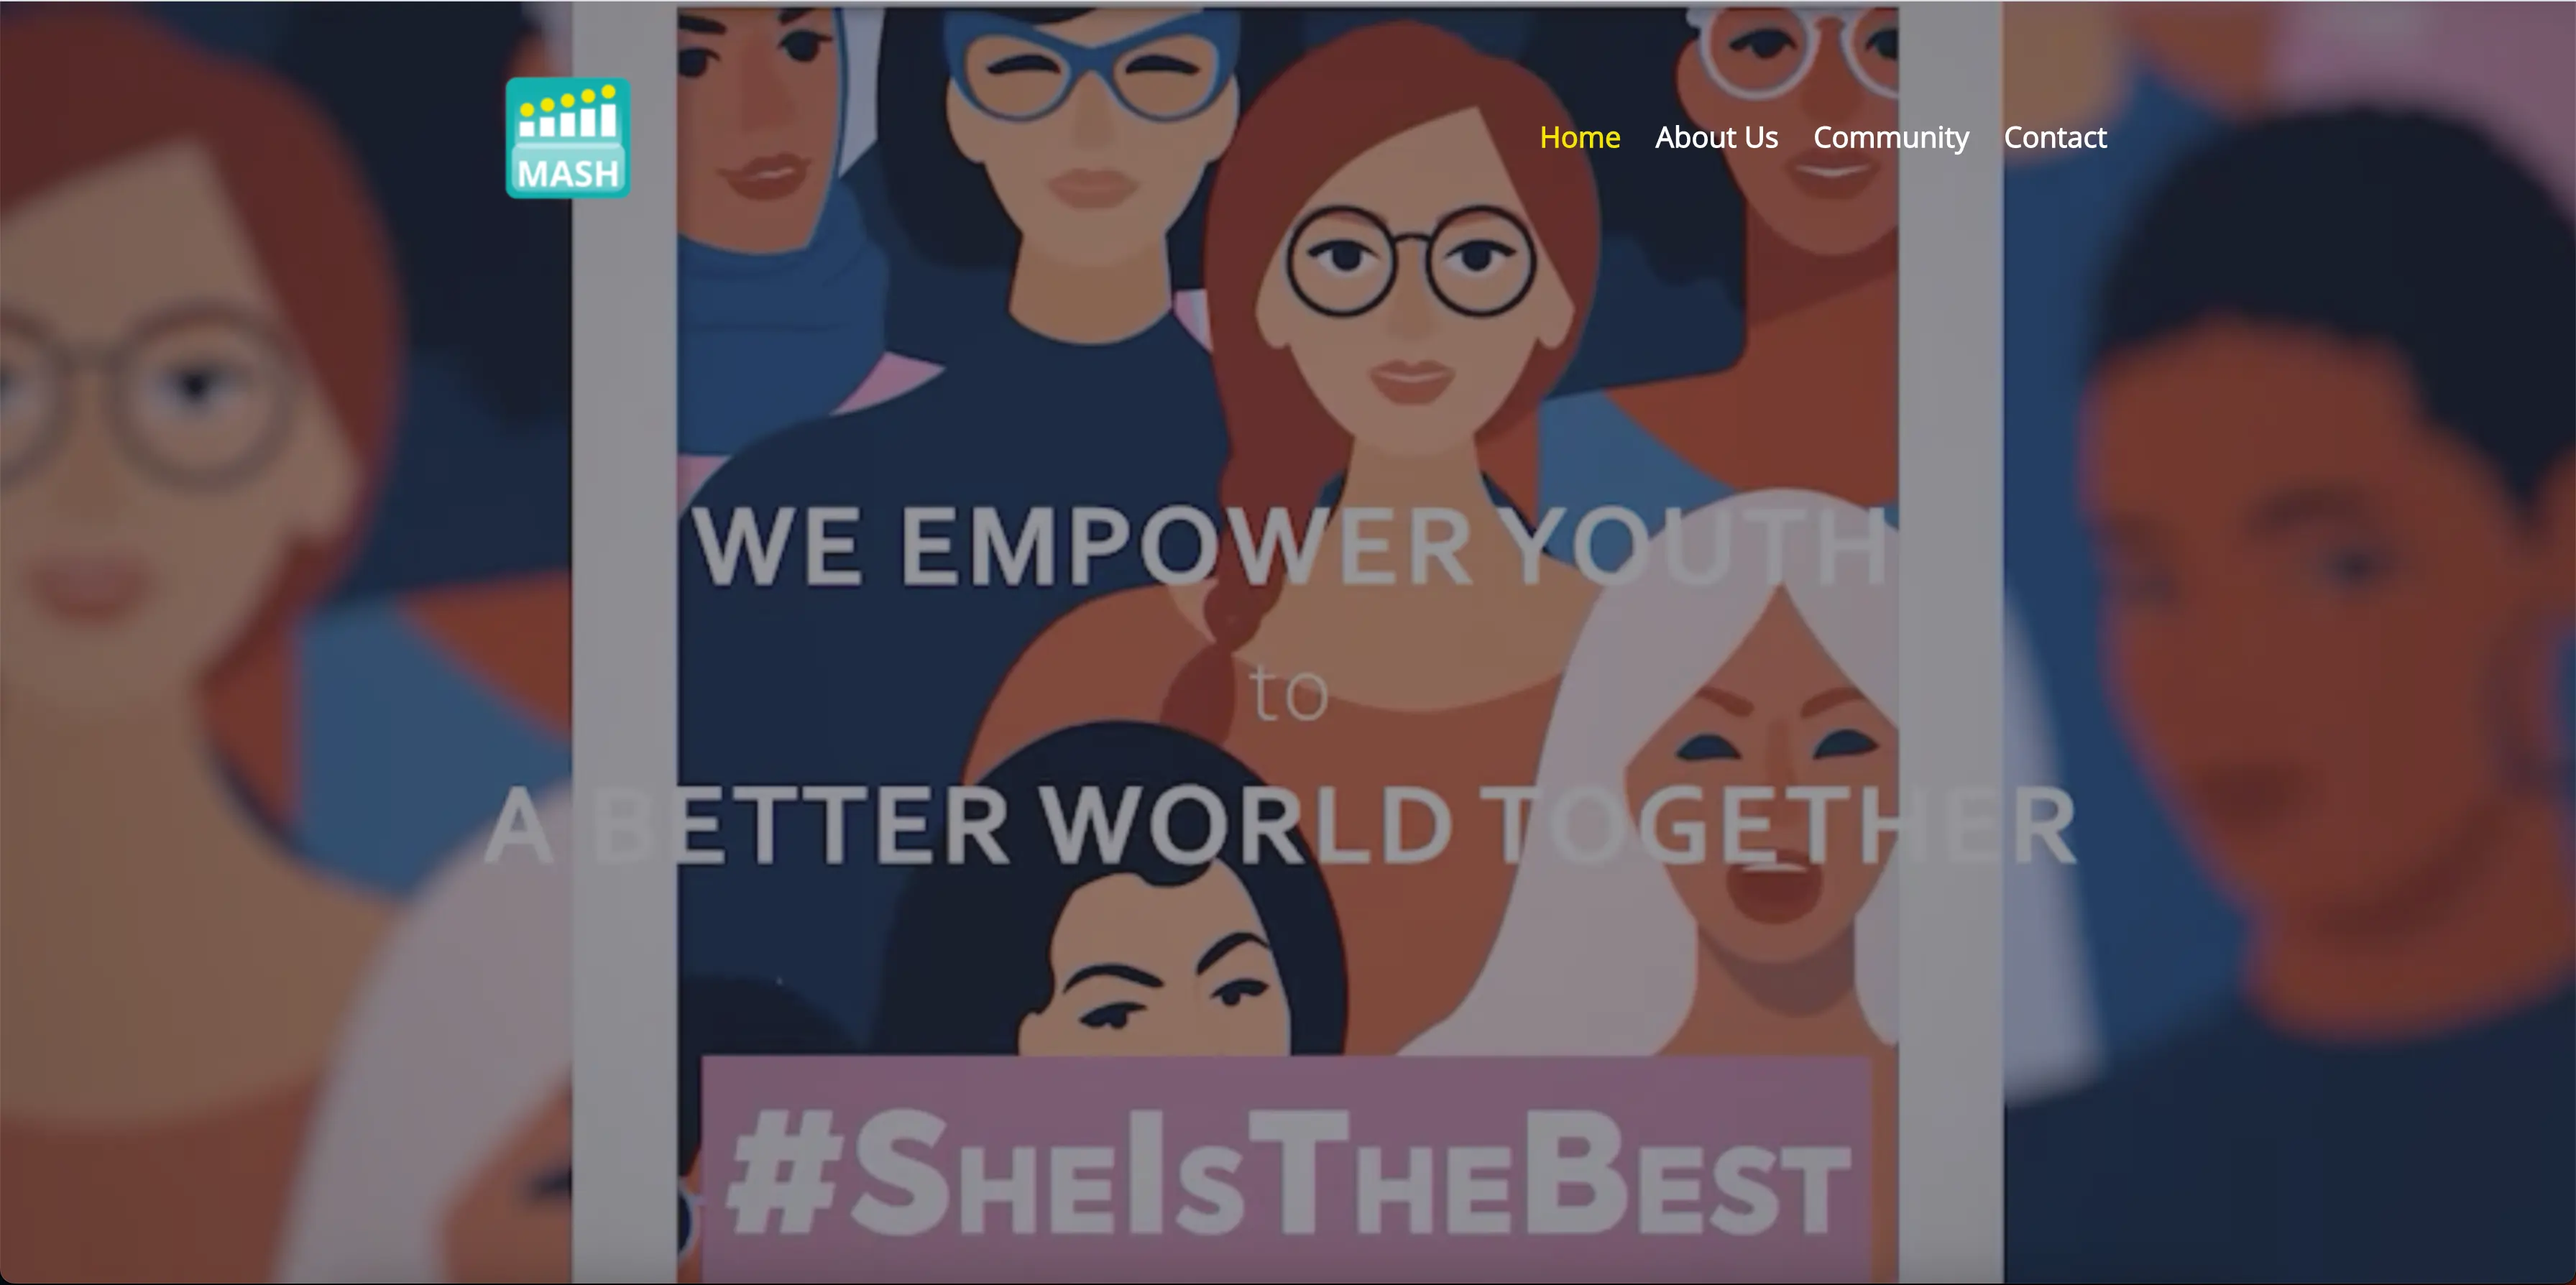 MASH
Home About Us Community Contact
WE EMPOWER YOUTH
to
A BETTER WORLD TOGETHER
#SHEISTHEBEST